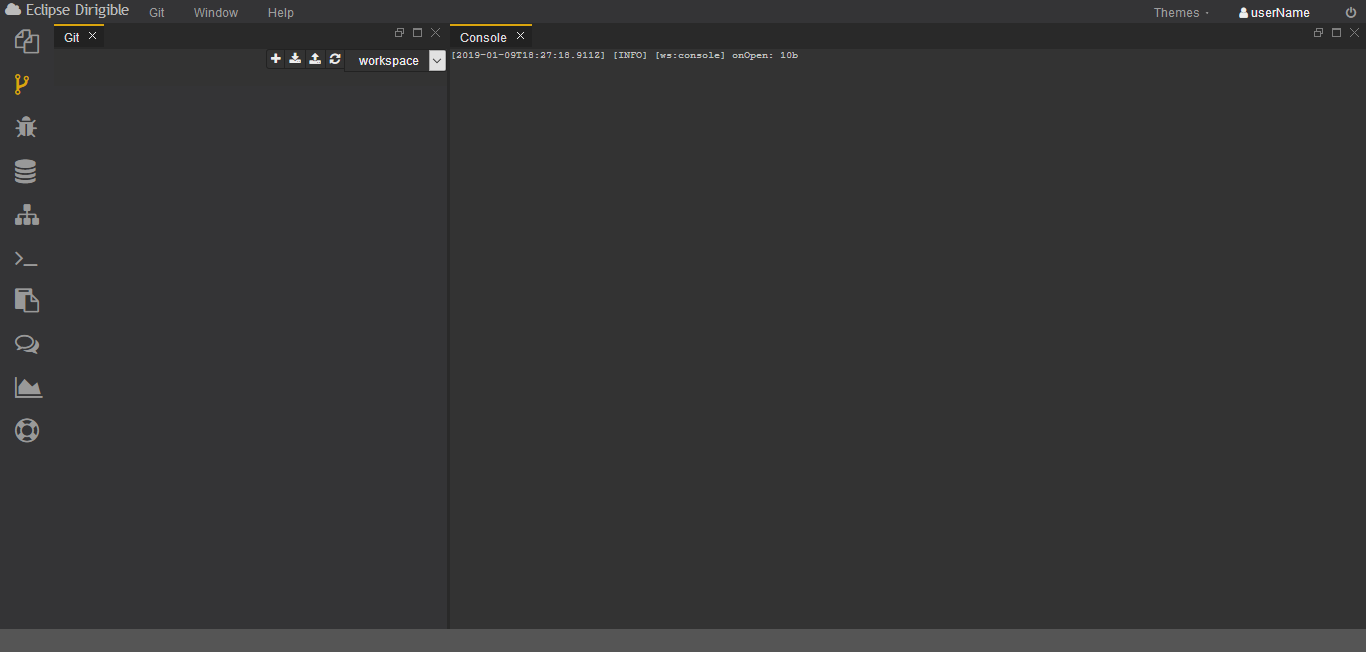 Eclipse Dirigible Git Window Help Themes userName
Git Console
workspace
[2019-01-09T18:27:18.911Z] [INFO] [ws:console] onOpen: 10b